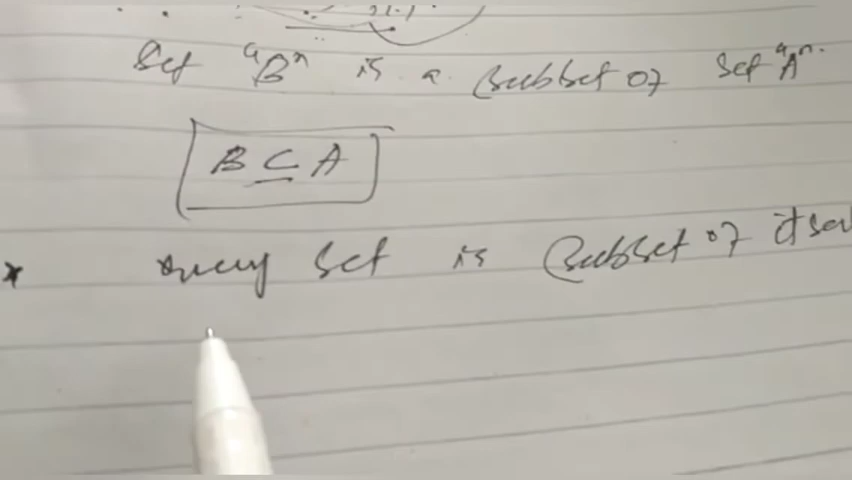 Set "B" is a Subset of Set "A".
B ⊆ A
* every Set is Subset of itsel